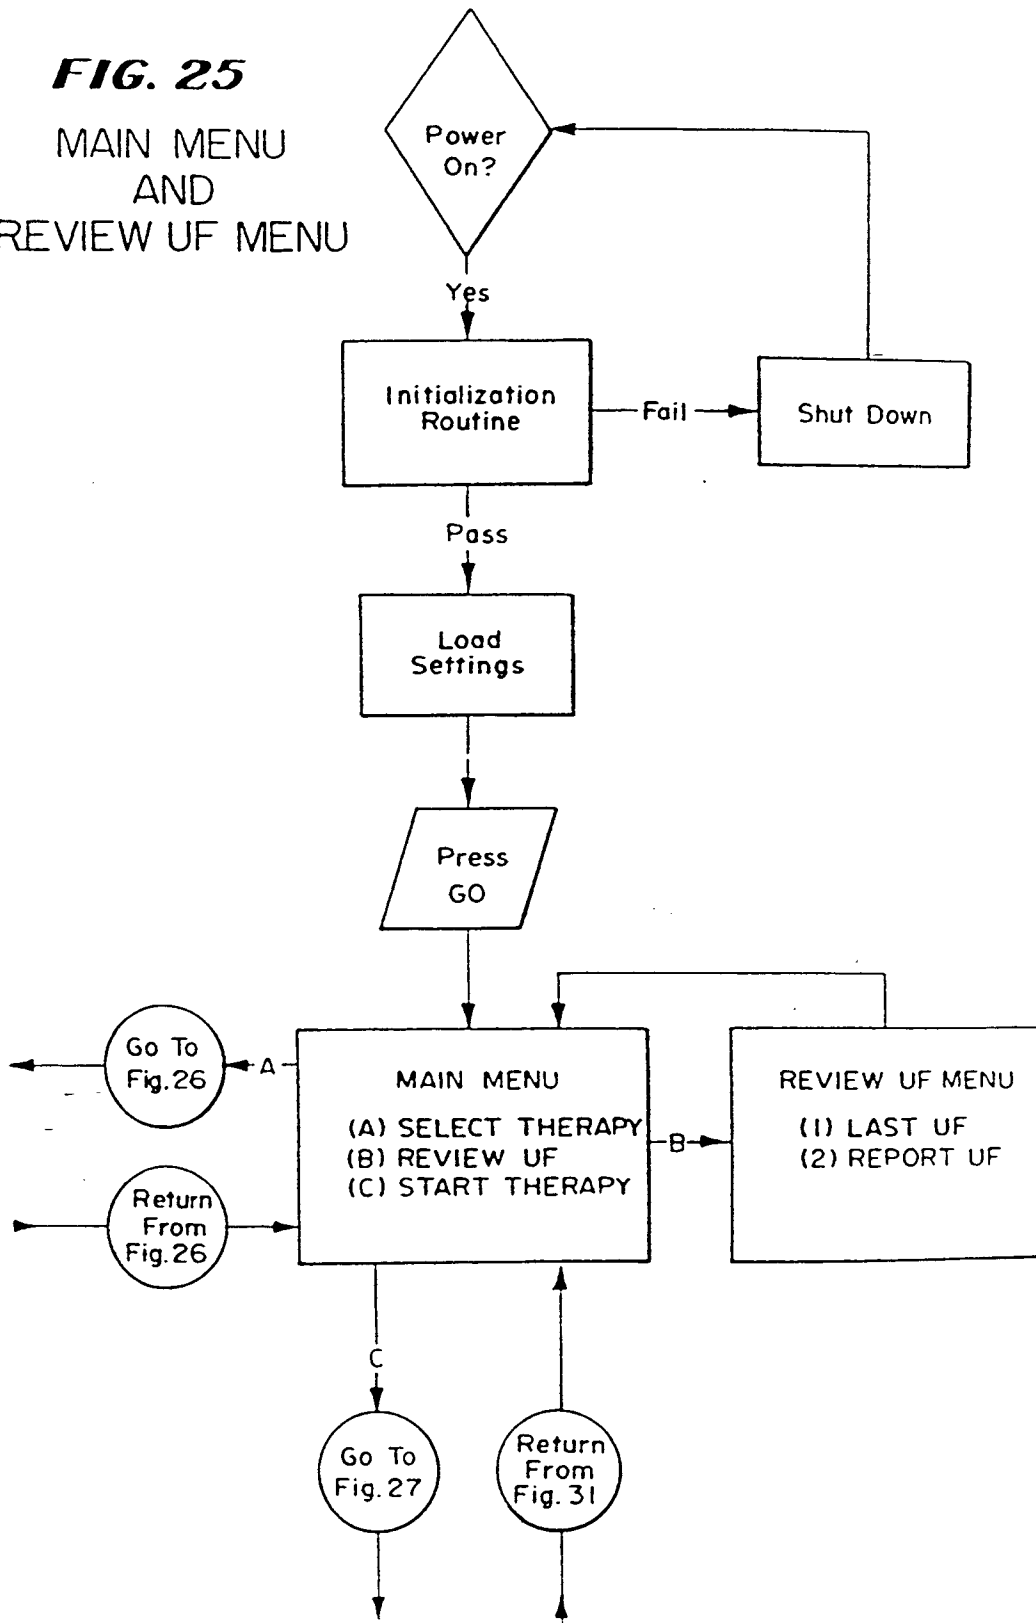 FIG. 25
MAIN MENU
AND
REVIEW UF MENU
Power
On?
Yes
Initialization
Routine
Fail
Shut Down
Pass
Load
Settings
Press
GO
Go To
Fig. 26
A
MAIN MENU
(A) SELECT THERAPY
(B) REVIEW UF
(C) START THERAPY
B
REVIEW UF MENU
(1) LAST UF
(2) REPORT UF
Return
From
Fig. 26
C
Go To
Fig. 27
Return
From
Fig. 31